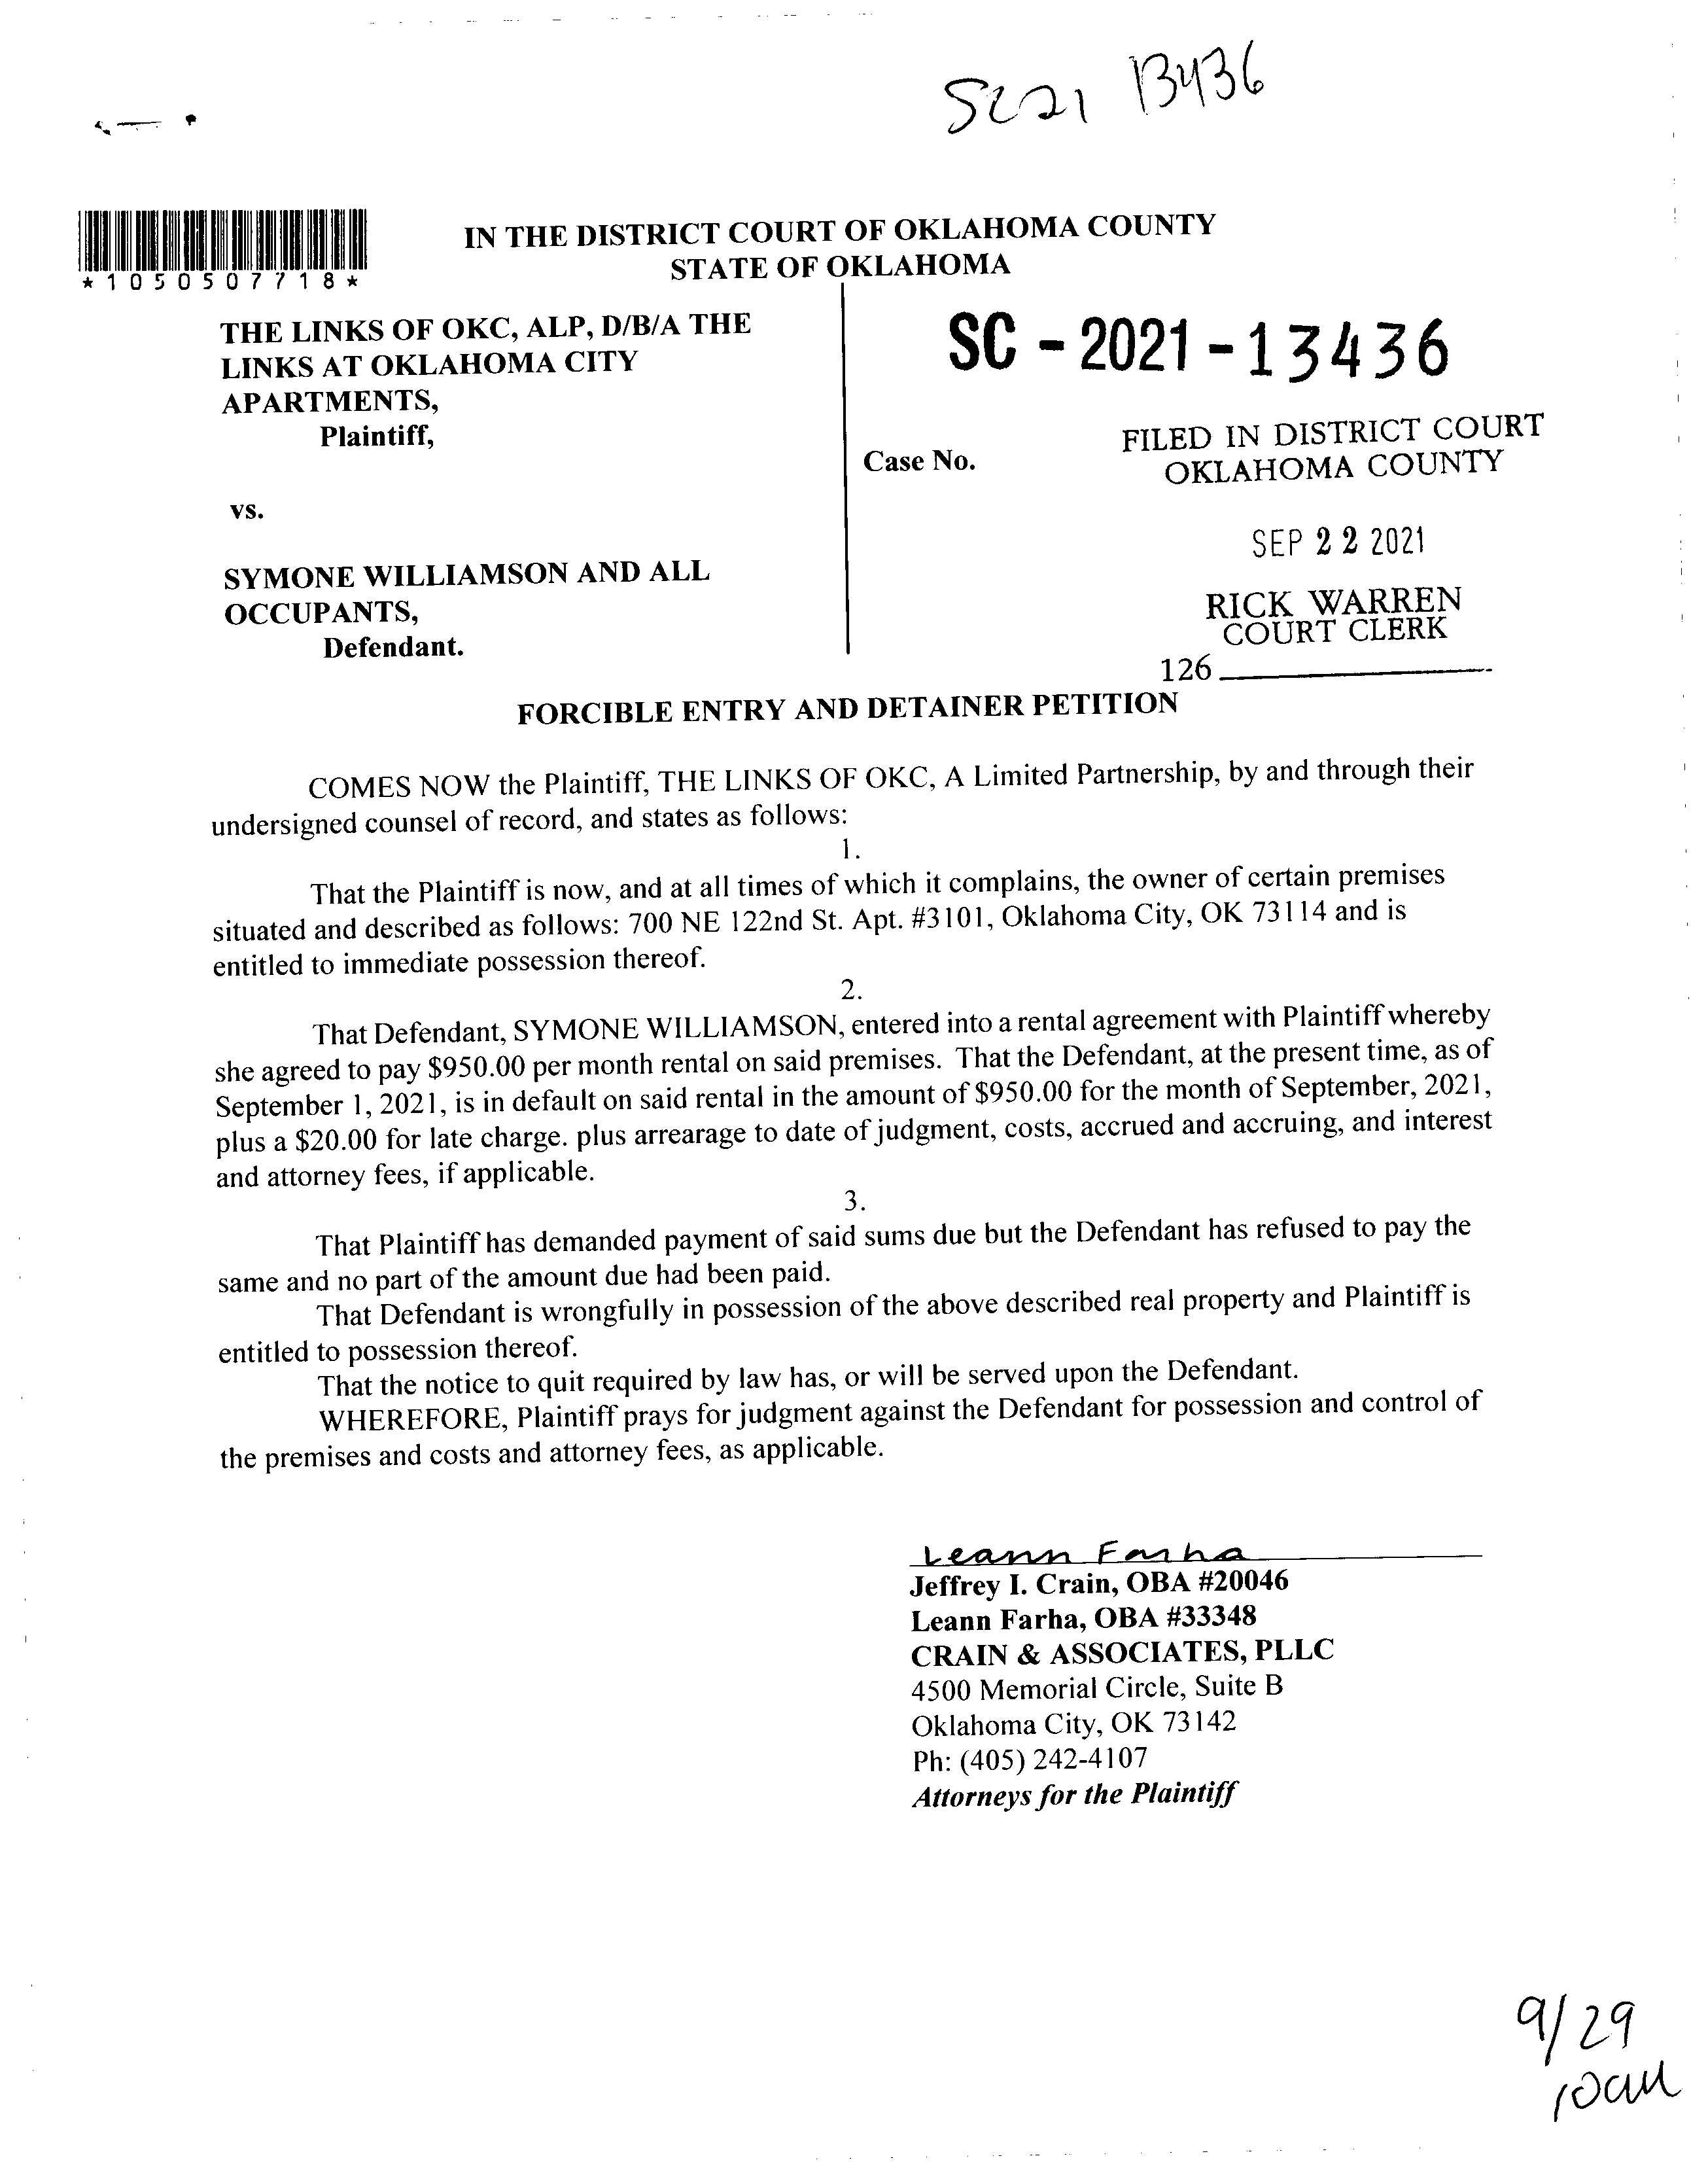 SC21 13436
*1050507718*
IN THE DISTRICT COURT OF OKLAHOMA COUNTY
STATE OF OKLAHOMA
THE LINKS OF OKC, ALP, D/B/A THE
LINKS AT OKLAHOMA CITY
APARTMENTS,
Plaintiff,
vs.
SYMONE WILLIAMSON AND ALL
OCCUPANTS,
Defendant.
SC - 2021 - 13436
Case No.
FILED IN DISTRICT COURT
OKLAHOMA COUNTY
SEP 22 2021
RICK WARREN
COURT CLERK
126
FORCIBLE ENTRY AND DETAINER PETITION
COMES NOW the Plaintiff, THE LINKS OF OKC, A Limited Partnership, by and through their
undersigned counsel of record, and states as follows:
1.
That the Plaintiff is now, and at all times of which it complains, the owner of certain premises
situated and described as follows: 700 NE 122nd St. Apt. #3101, Oklahoma City, OK 73114 and is
entitled to immediate possession thereof.
2.
That Defendant, SYMONE WILLIAMSON, entered into a rental agreement with Plaintiff whereby
she agreed to pay $950.00 per month rental on said premises. That the Defendant, at the present time, as of
September 1, 2021, is in default on said rental in the amount of $950.00 for the month of September, 2021,
plus a $20.00 for late charge. plus arrearage to date of judgment, costs, accrued and accruing, and interest
and attorney fees, if applicable.
3.
That Plaintiff has demanded payment of said sums due but the Defendant has refused to pay the
same and no part of the amount due had been paid.
That Defendant is wrongfully in possession of the above described real property and Plaintiff is
entitled to possession thereof.
That the notice to quit required by law has, or will be served upon the Defendant.
WHEREFORE, Plaintiff prays for judgment against the Defendant for possession and control of
the premises and costs and attorney fees, as applicable.
Leann Farha
Jeffrey I. Crain, OBA #20046
Leann Farha, OBA #33348
CRAIN & ASSOCIATES, PLLC
4500 Memorial Circle, Suite B
Oklahoma City, OK 73142
Ph: (405) 242-4107
Attorneys for the Plaintiff
9/29
10am